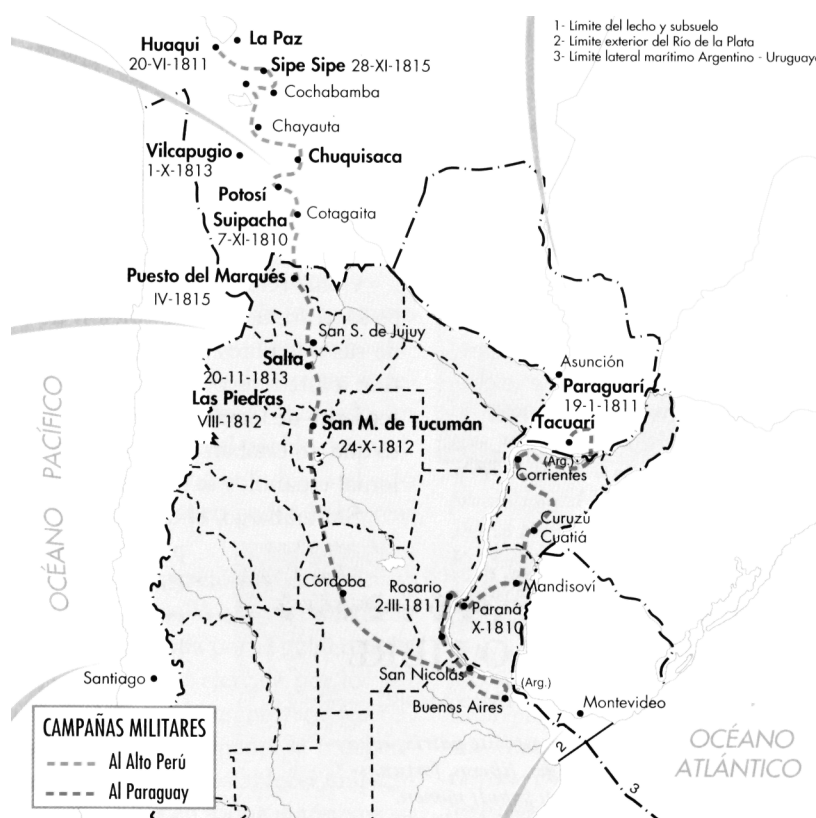 1- Límite del lecho y subsuelo
2- Límite exterior del Río de la Plata
3- Límite lateral marítimo Argentino - Uruguayo
Huaqui
20-VI-1811
La Paz
Sipe Sipe 28-XI-1815
Cochabamba
Chayauta
Vilcapugio
1-X-1813
Chuquisaca
Potosí
Cotagaita
Suipacha
7-XI-1810
Puesto del Marqués
IV-1815
San S. de Jujuy
Salta
20-11-1813
Las Piedras
VIII-1812
San M. de Tucumán
24-X-1812
Asunción
Paraguarí
19-1-1811
Tacuarí
(Arg.)
Corrientes
Curuzù
Cuatiá
Mandisoví
Córdoba
Rosario
2-III-1811
Paraná
X-1810
San Nicolás
(Arg.)
Buenos Aires
Montevideo
Santiago
OCÉANO PACÍFICO
OCÉANO
ATLÁNTICO
1
2
3
CAMPAÑAS MILITARES
Al Alto Perú
Al Paraguay